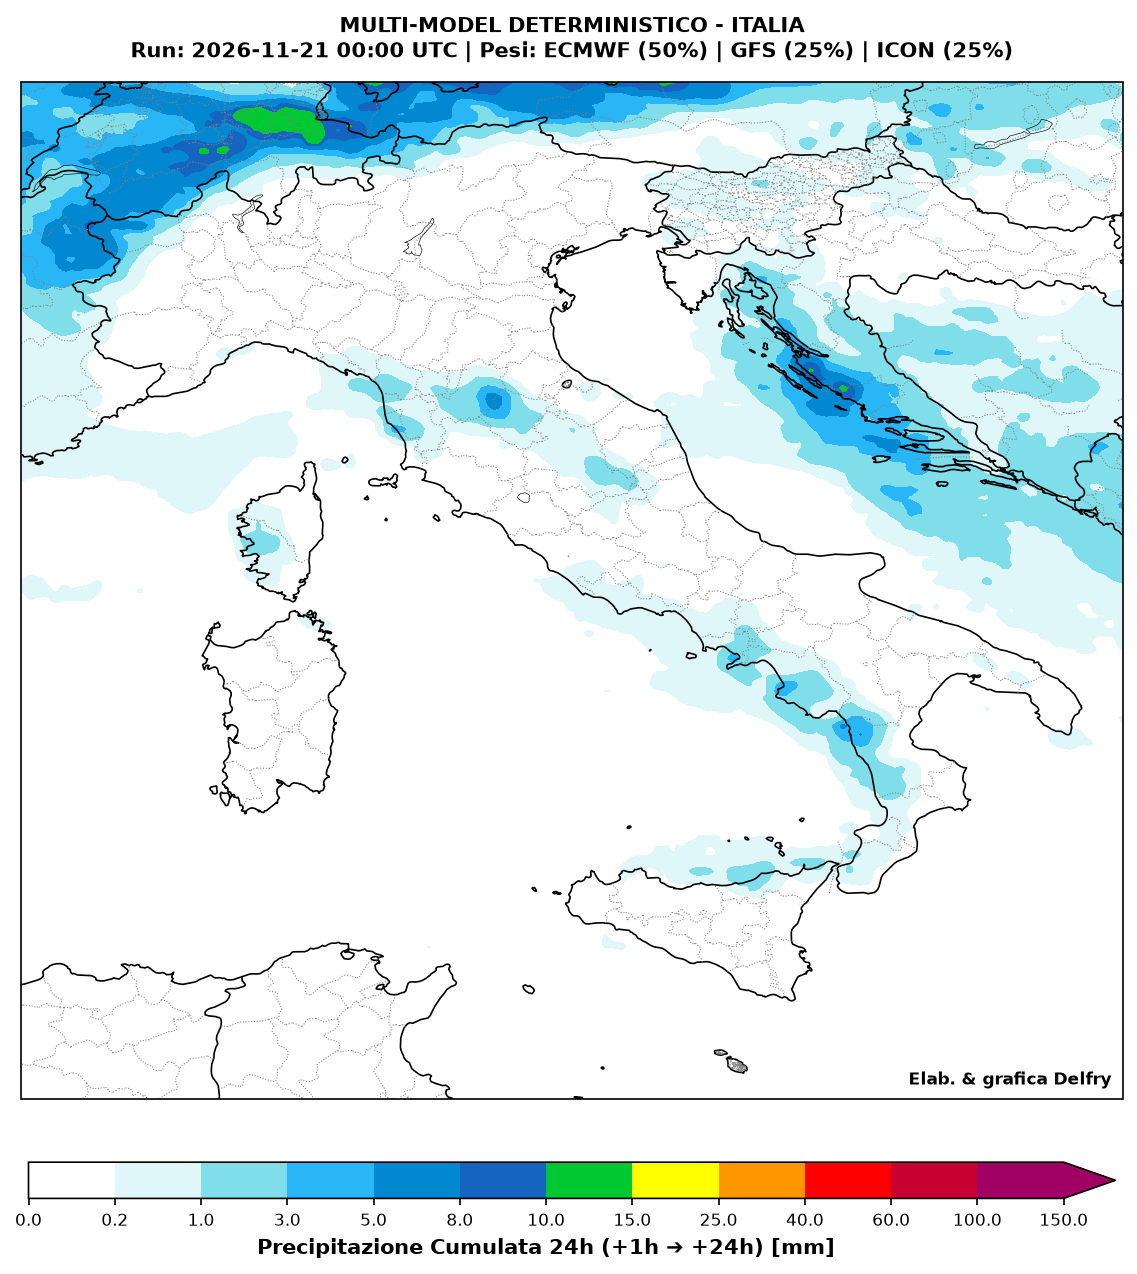 MULTI-MODEL DETERMINISTICO - ITALIA
Run: 2026-11-21 00:00 UTC | Pesi: ECMWF (50%) | GFS (25%) | ICON (25%)
Elab. & grafica Delfry
0.0 0.2 1.0 3.0 5.0 8.0 10.0 15.0 25.0 40.0 60.0 100.0 150.0
Precipitazione Cumulata 24h (+1h → +24h) [mm]